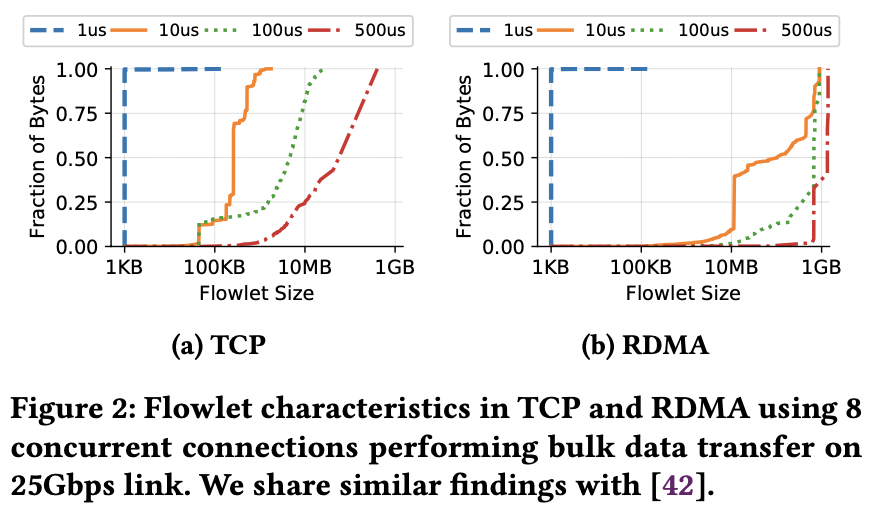 1us 10us 100us 500us
1.00
0.75
0.50
0.25
0.00
Fraction of Bytes
1KB 100KB 10MB 1GB
Flowlet Size
(a) TCP
1us 10us 100us 500us
1.00
0.75
0.50
0.25
0.00
Fraction of Bytes
1KB 100KB 10MB 1GB
Flowlet Size
(b) RDMA
Figure 2: Flowlet characteristics in TCP and RDMA using 8
concurrent connections performing bulk data transfer on
25Gbps link. We share similar findings with [42].